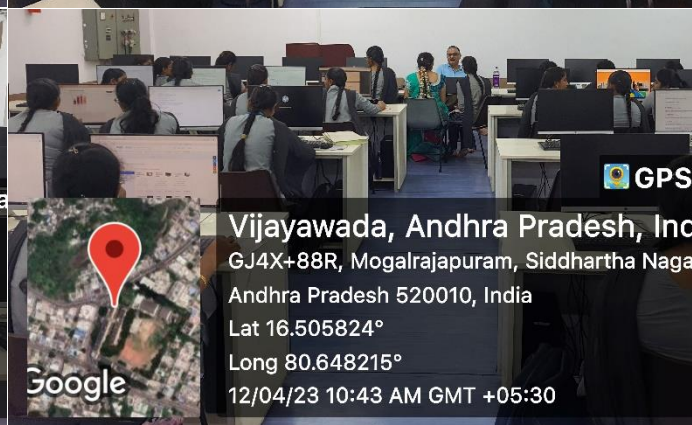 a
GPS
Vijayawada, Andhra Pradesh, Ind
GJ4X+88R, Mogalrajapuram, Siddhartha Naga
Andhra Pradesh 520010, India
Lat 16.505824°
Long 80.648215°
12/04/23 10:43 AM GMT +05:30
Google